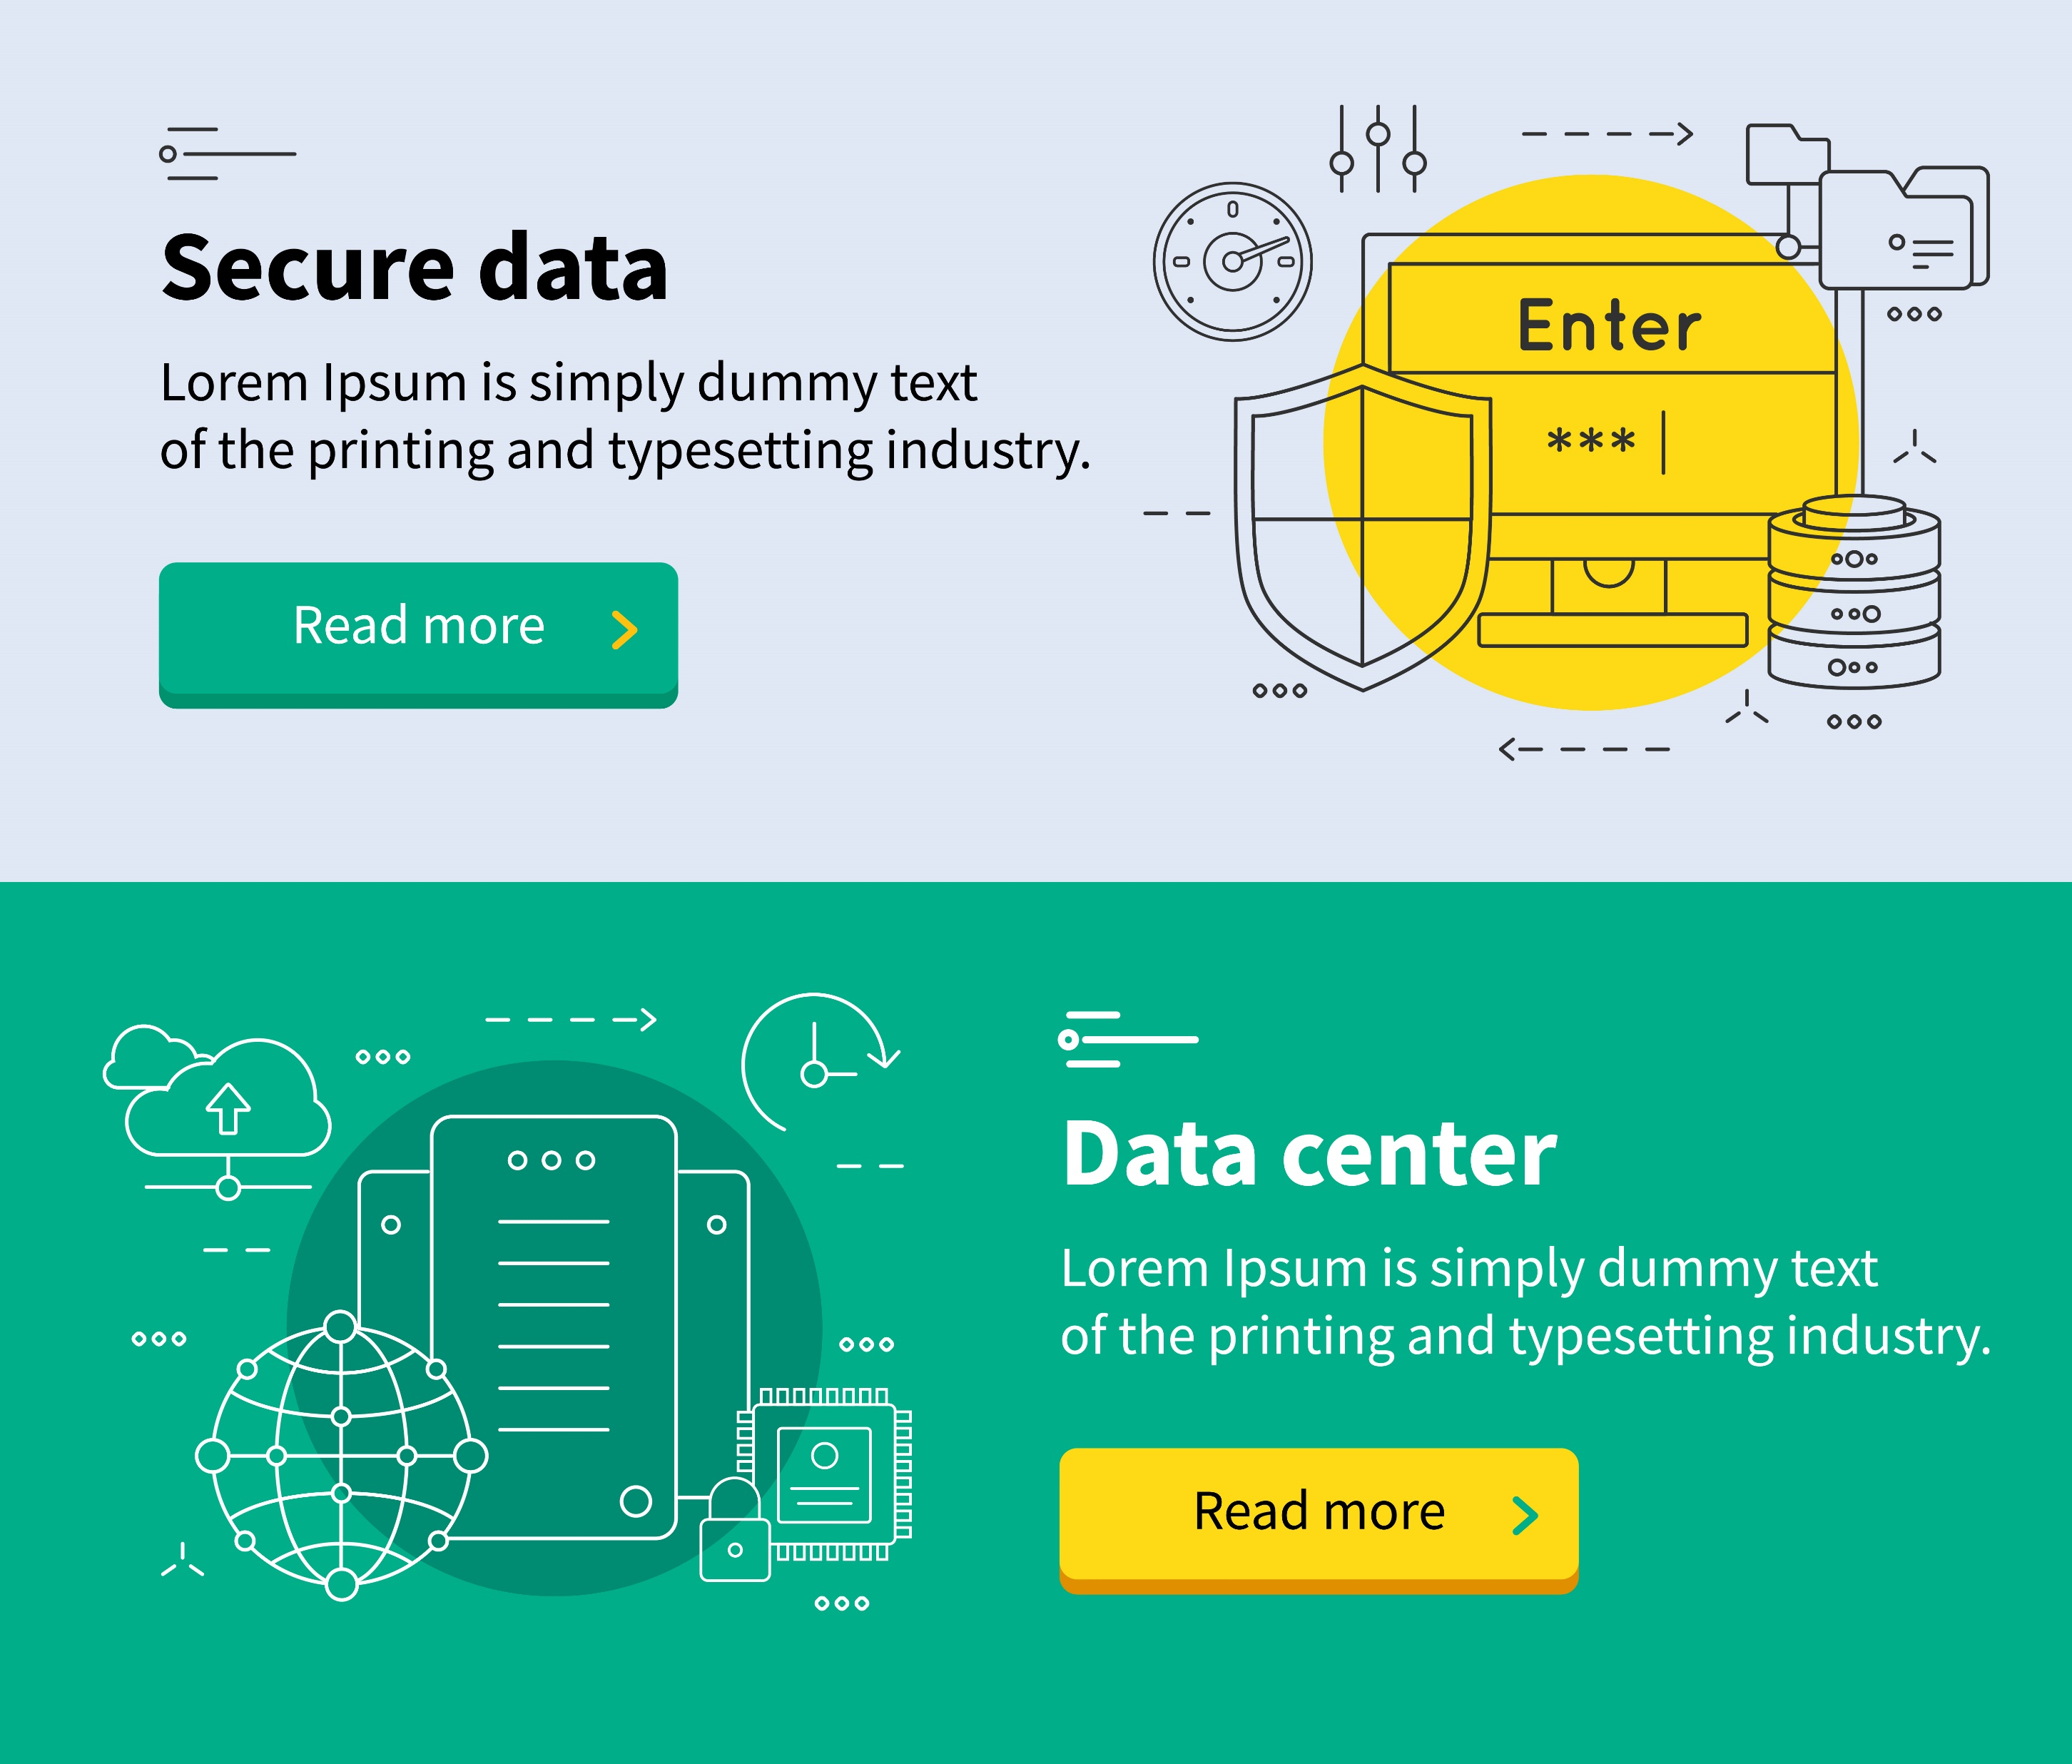 Secure data
Lorem Ipsum is simply dummy text
of the printing and typesetting industry.
Read more
Enter
***
Data center
Lorem Ipsum is simply dummy text
of the printing and typesetting industry.
Read more